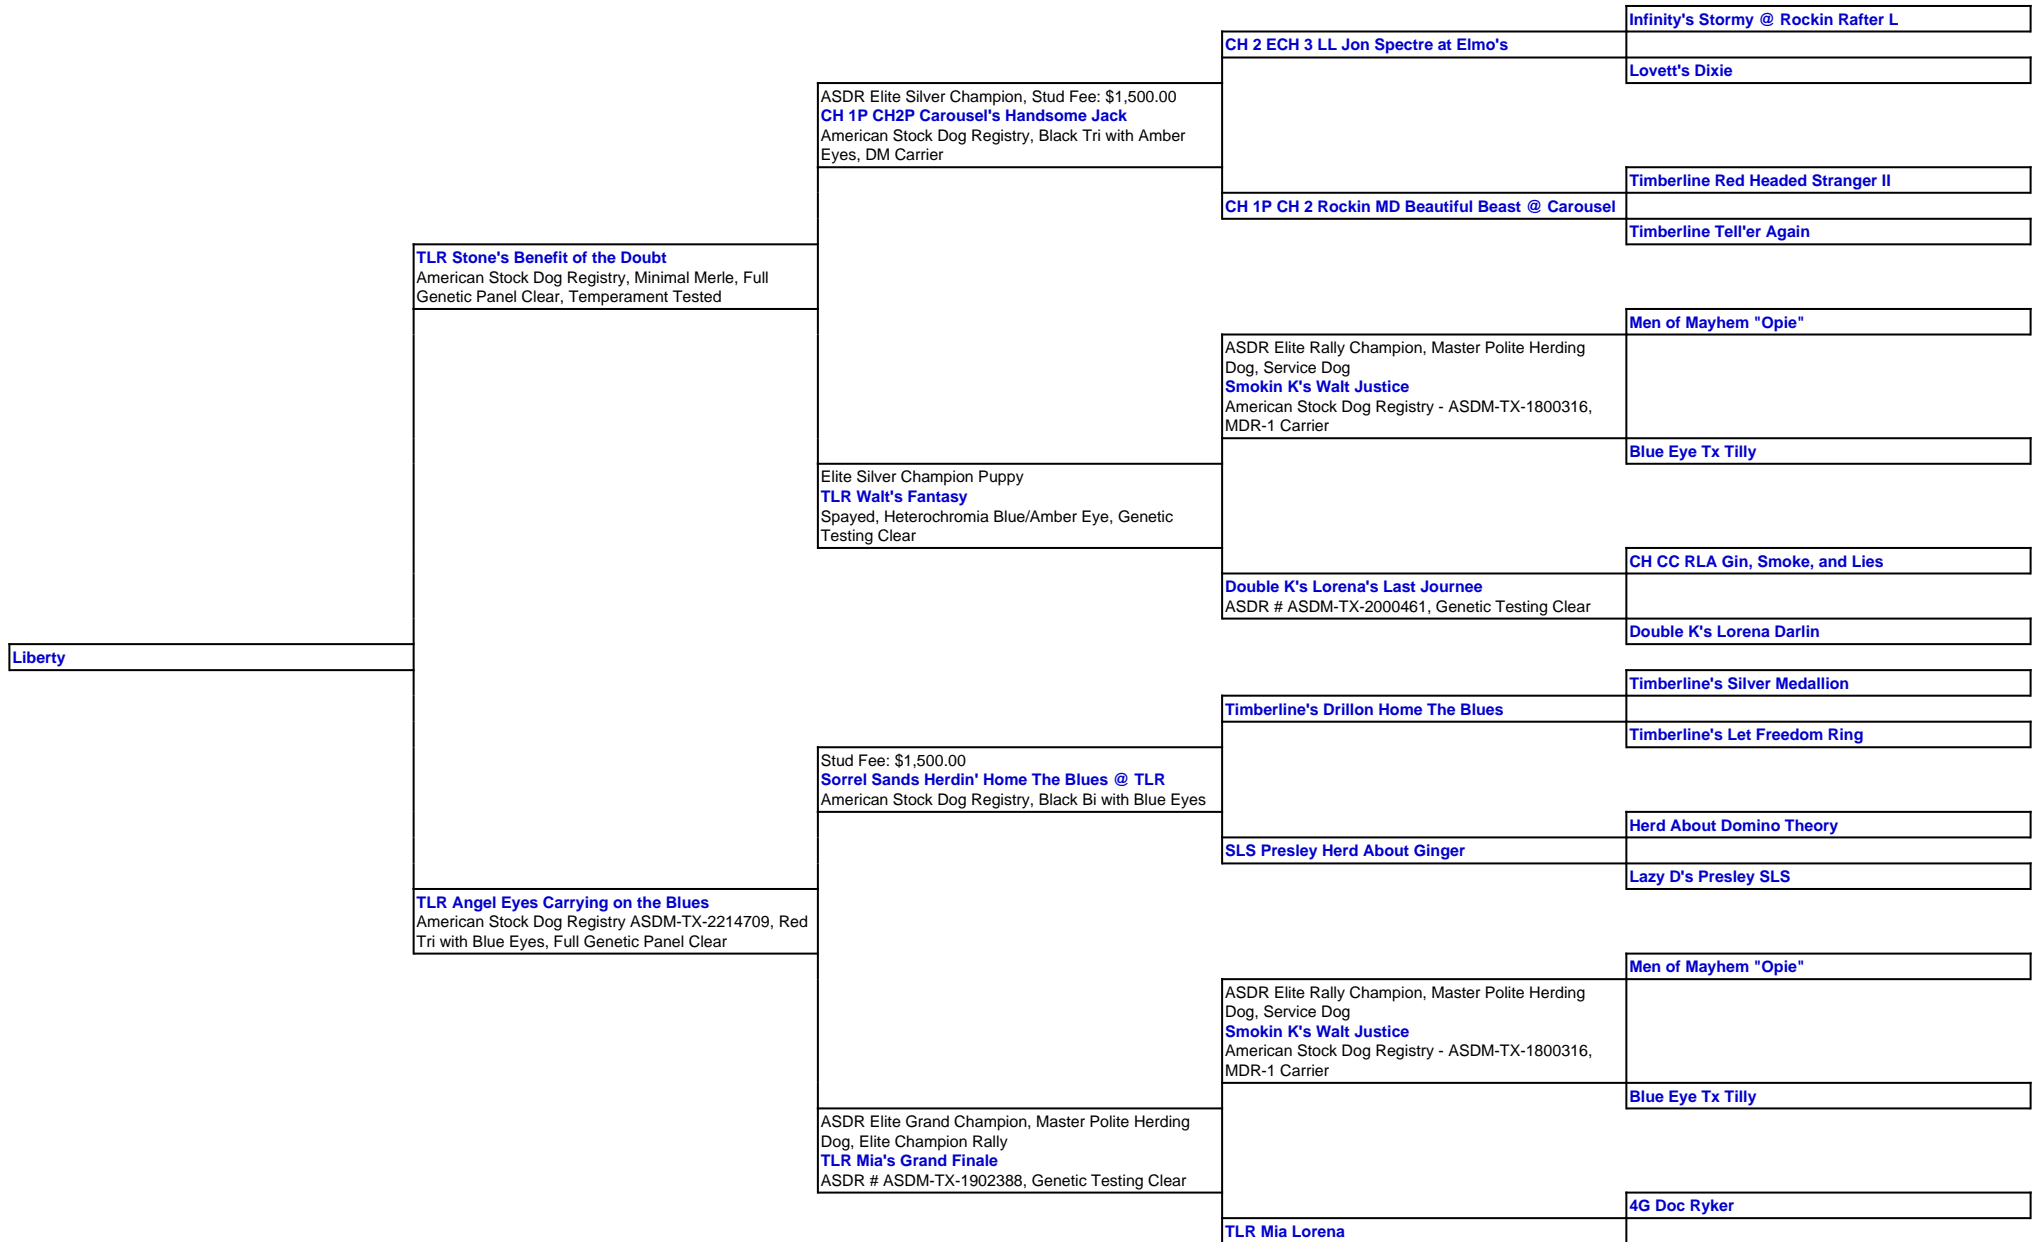 Infinity's Stormy @ Rockin Rafter L
CH 2 ECH 3 LL Jon Spectre at Elmo's
Lovett's Dixie
ASDR Elite Silver Champion, Stud Fee: $1,500.00
CH 1P CH2P Carousel's Handsome Jack
American Stock Dog Registry, Black Tri with Amber
Eyes, DM Carrier
Timberline Red Headed Stranger II
CH 1P CH 2 Rockin MD Beautiful Beast @ Carousel
Timberline Tell'er Again
TLR Stone's Benefit of the Doubt
American Stock Dog Registry, Minimal Merle, Full
Genetic Panel Clear, Temperament Tested
Men of Mayhem "Opie"
ASDR Elite Rally Champion, Master Polite Herding
Dog, Service Dog
Smokin K's Walt Justice
American Stock Dog Registry - ASDM-TX-1800316,
MDR-1 Carrier
Blue Eye Tx Tilly
Elite Silver Champion Puppy
TLR Walt's Fantasy
Spayed, Heterochromia Blue/Amber Eye, Genetic
Testing Clear
CH CC RLA Gin, Smoke, and Lies
Double K's Lorena's Last Journee
ASDR # ASDM-TX-2000461, Genetic Testing Clear
Double K's Lorena Darlin
Liberty
Timberline's Silver Medallion
Timberline's Drillon Home The Blues
Timberline's Let Freedom Ring
Stud Fee: $1,500.00
Sorrel Sands Herdin' Home The Blues @ TLR
American Stock Dog Registry, Black Bi with Blue Eyes
Herd About Domino Theory
SLS Presley Herd About Ginger
Lazy D's Presley SLS
TLR Angel Eyes Carrying on the Blues
American Stock Dog Registry ASDM-TX-2214709, Red
Tri with Blue Eyes, Full Genetic Panel Clear
Men of Mayhem "Opie"
ASDR Elite Rally Champion, Master Polite Herding
Dog, Service Dog
Smokin K's Walt Justice
American Stock Dog Registry - ASDM-TX-1800316,
MDR-1 Carrier
Blue Eye Tx Tilly
ASDR Elite Grand Champion, Master Polite Herding
Dog, Elite Champion Rally
TLR Mia's Grand Finale
ASDR # ASDM-TX-1902388, Genetic Testing Clear
4G Doc Ryker
TLR Mia Lorena